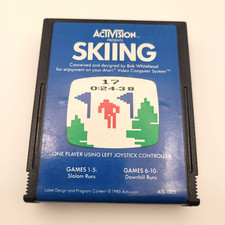 ACTIVISION
PRESENTS
SKIING
Conceived and designed by Bob Whitehead
for enjoyment on your Atari® Video Computer System™
17
0:24.38
ONE PLAYER USING LEFT JOYSTICK CONTROLLER
GAMES 1-5:
Slalom Runs
GAMES 6-10:
Downhill Runs
Label Design and Program Content © 1980 Activision